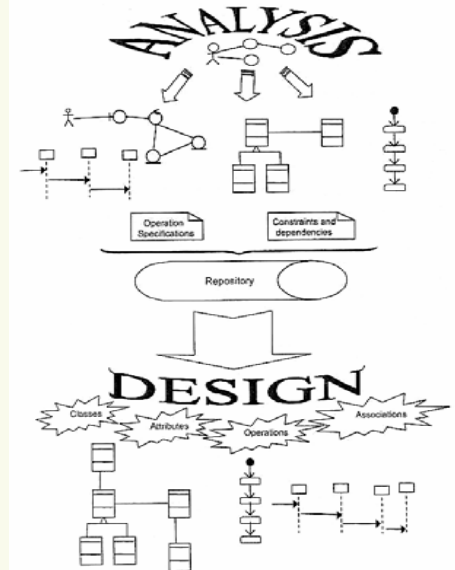 ANALYSIS
Operation
Specifications
Constraints and
dependencies
Repository
DESIGN
Classes
Attributes
Operations
Associations